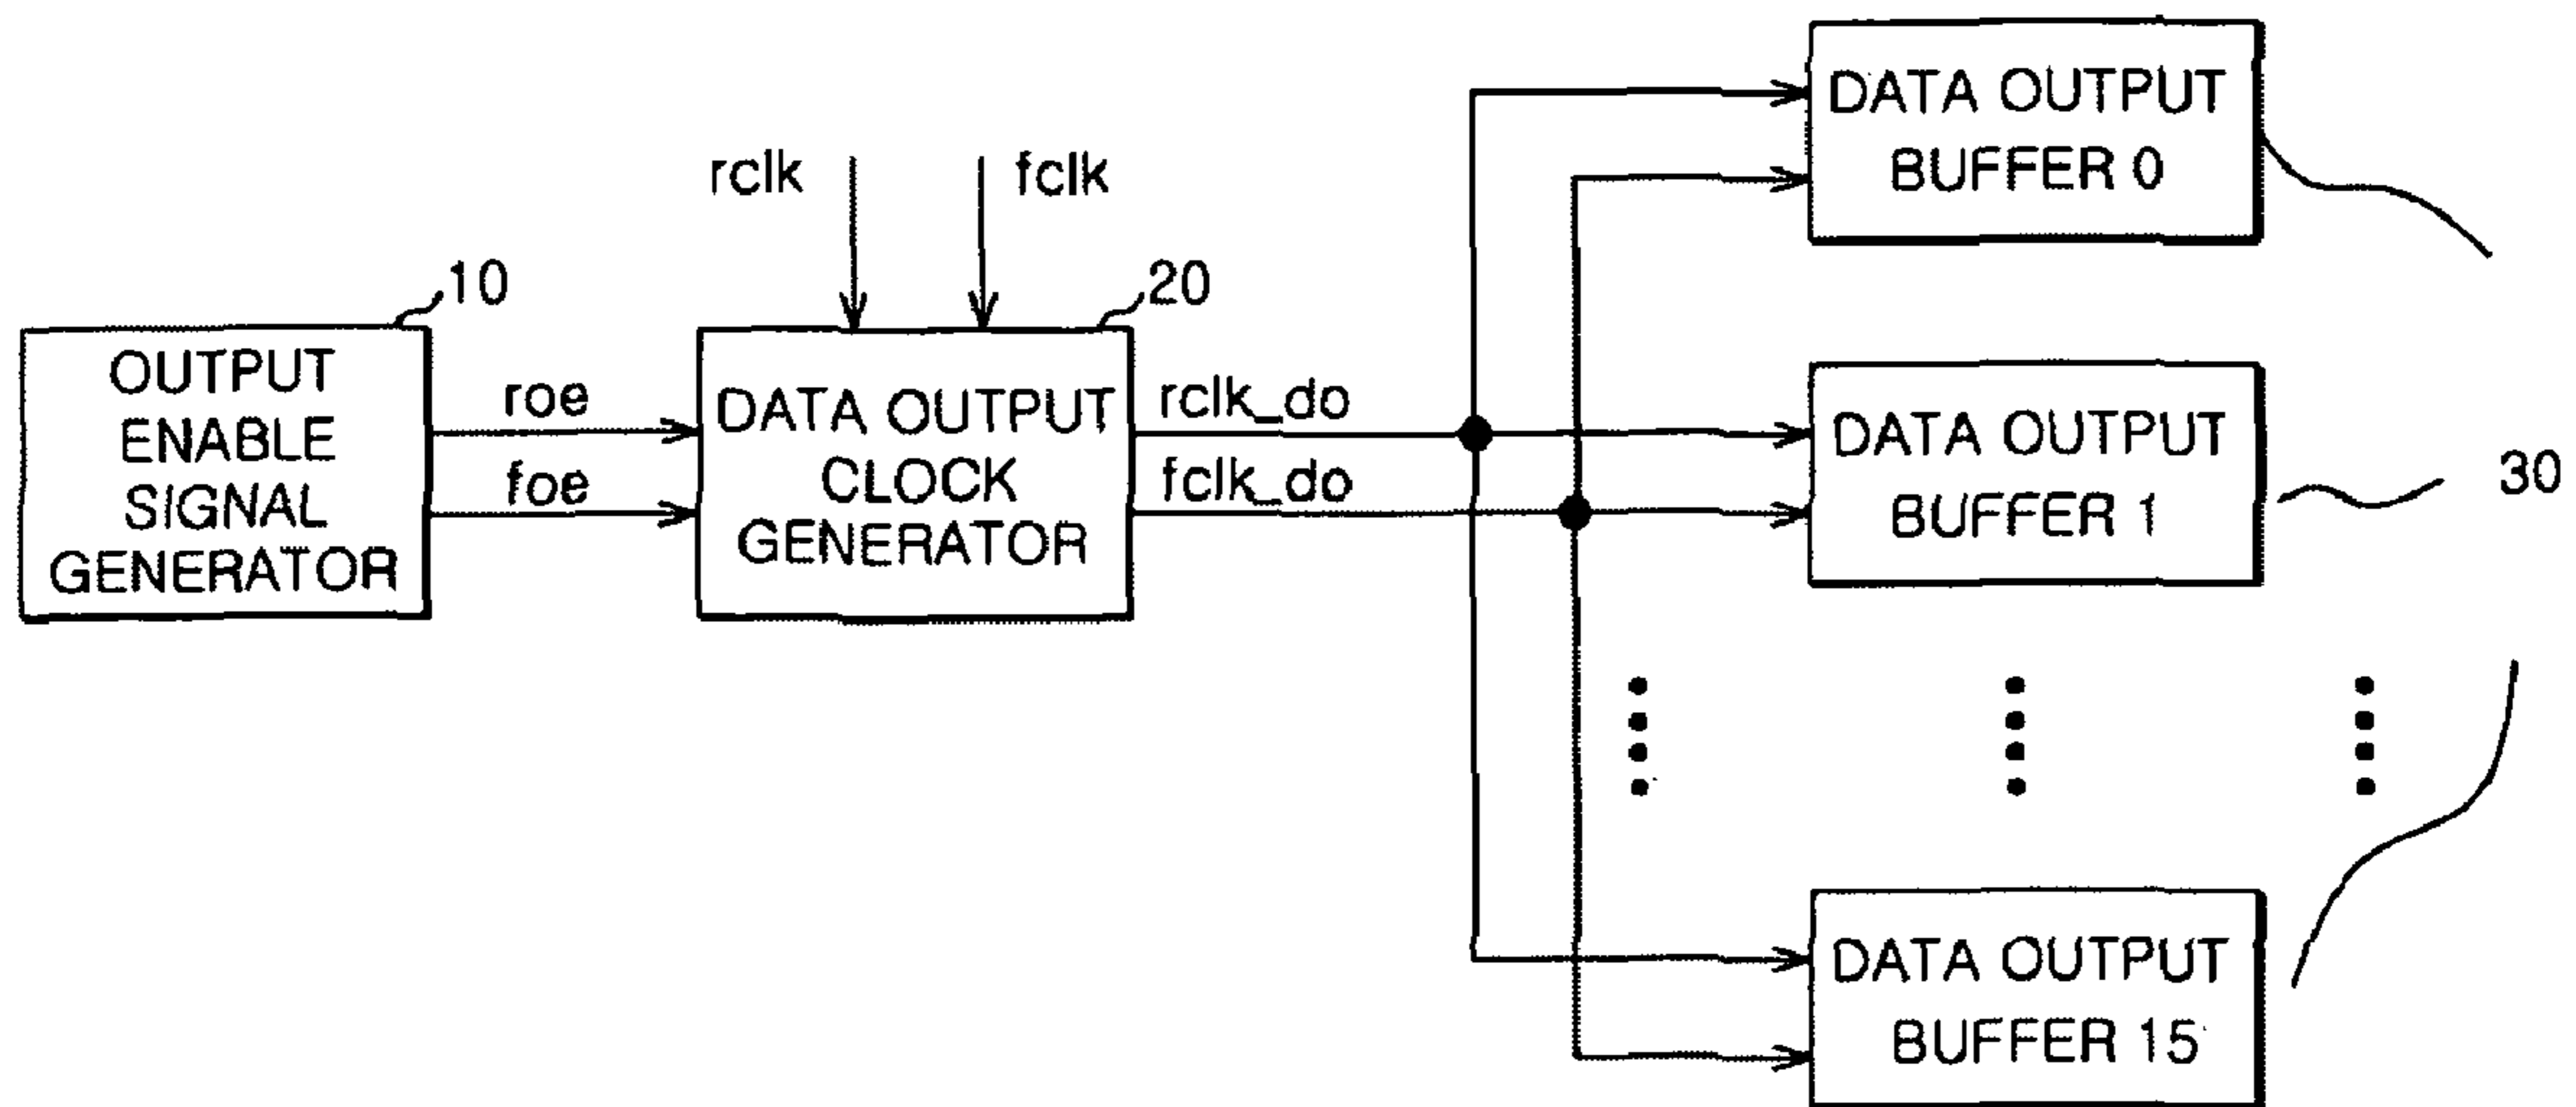 10
OUTPUT
ENABLE
SIGNAL
GENERATOR
roe
foe
rclk
fclk
20
DATA OUTPUT
CLOCK
GENERATOR
rclk_do
fclk_do
DATA OUTPUT
BUFFER 0
DATA OUTPUT
BUFFER 1
30
DATA OUTPUT
BUFFER 15